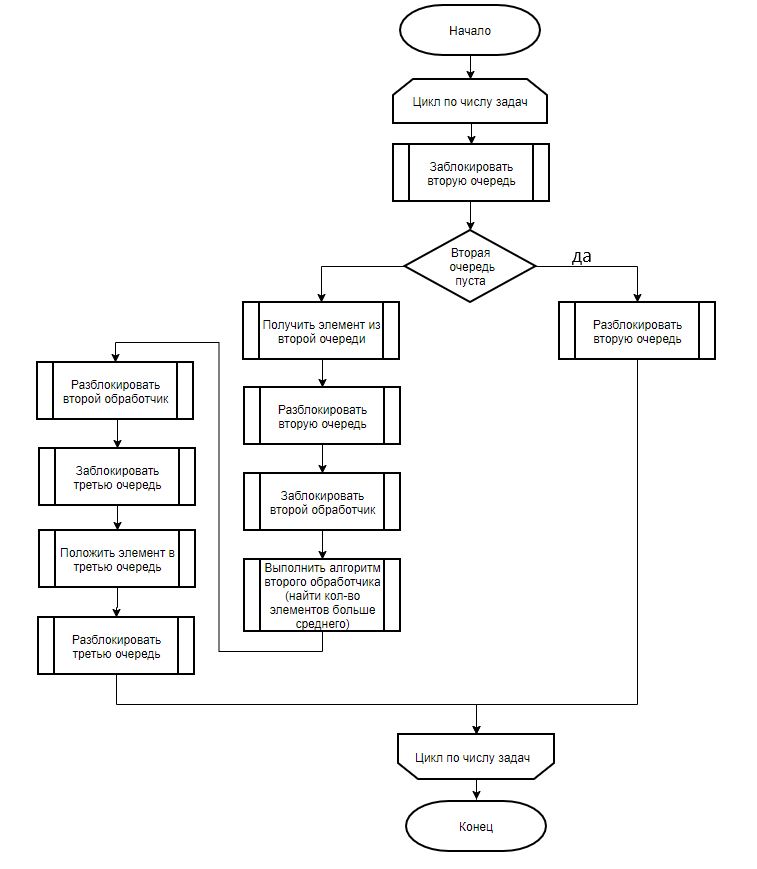 Начало
Цикл по числу задач
Заблокировать
вторую очередь
Вторая
очередь
пуста
да
Получить элемент из
второй очереди
Разблокировать
вторую очередь
Разблокировать
вторую очередь
Заблокировать
второй обработчик
Выполнить алгоритм
второго обработчика
(найти кол-во
элементов больше
среднего)
Разблокировать
второй обработчик
Заблокировать
третью очередь
Положить элемент в
третью очередь
Разблокировать
третью очередь
Цикл по числу задач
Конец